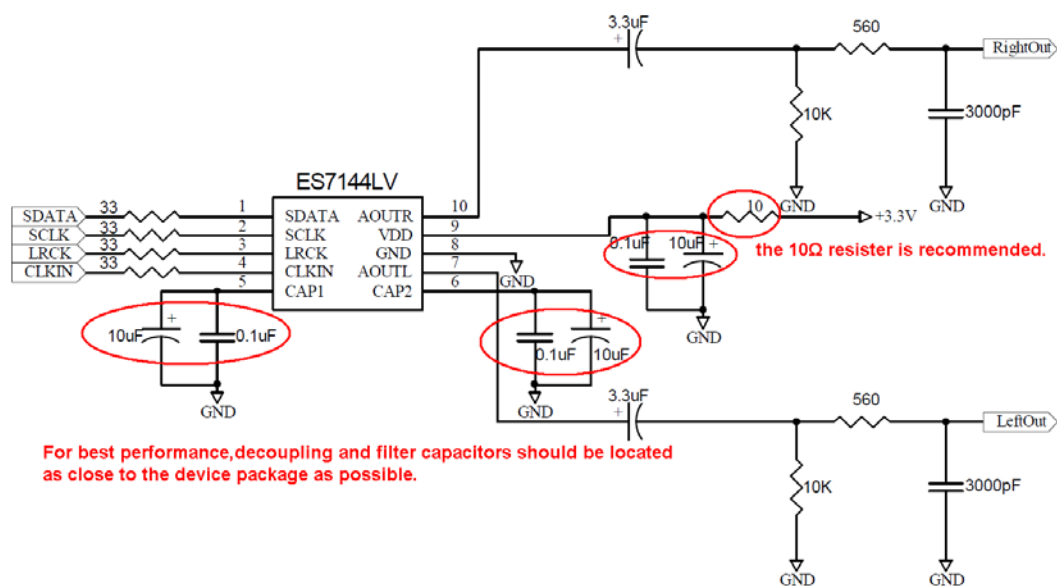 3.3uF
+
560
RightOut
10K
3000pF
GND
GND
ES7144LV
SDATA 33 1 SDATA AOUTR 10
SCLK 33 2 SCLK VDD 9
LRCK 33 3 LRCK GND 8
CLKIN 33 4 CLKIN AOUTL 7
5 CAP1 CAP2 6
GND
10
+3.3V
0.1uF 10uF +
the 10Ω resister is recommended.
GND
+
10uF 0.1uF
GND
+
0.1uF 10uF
GND
3.3uF
+
560
LeftOut
For best performance,decoupling and filter capacitors should be located
as close to the device package as possible.
10K
3000pF
GND
GND